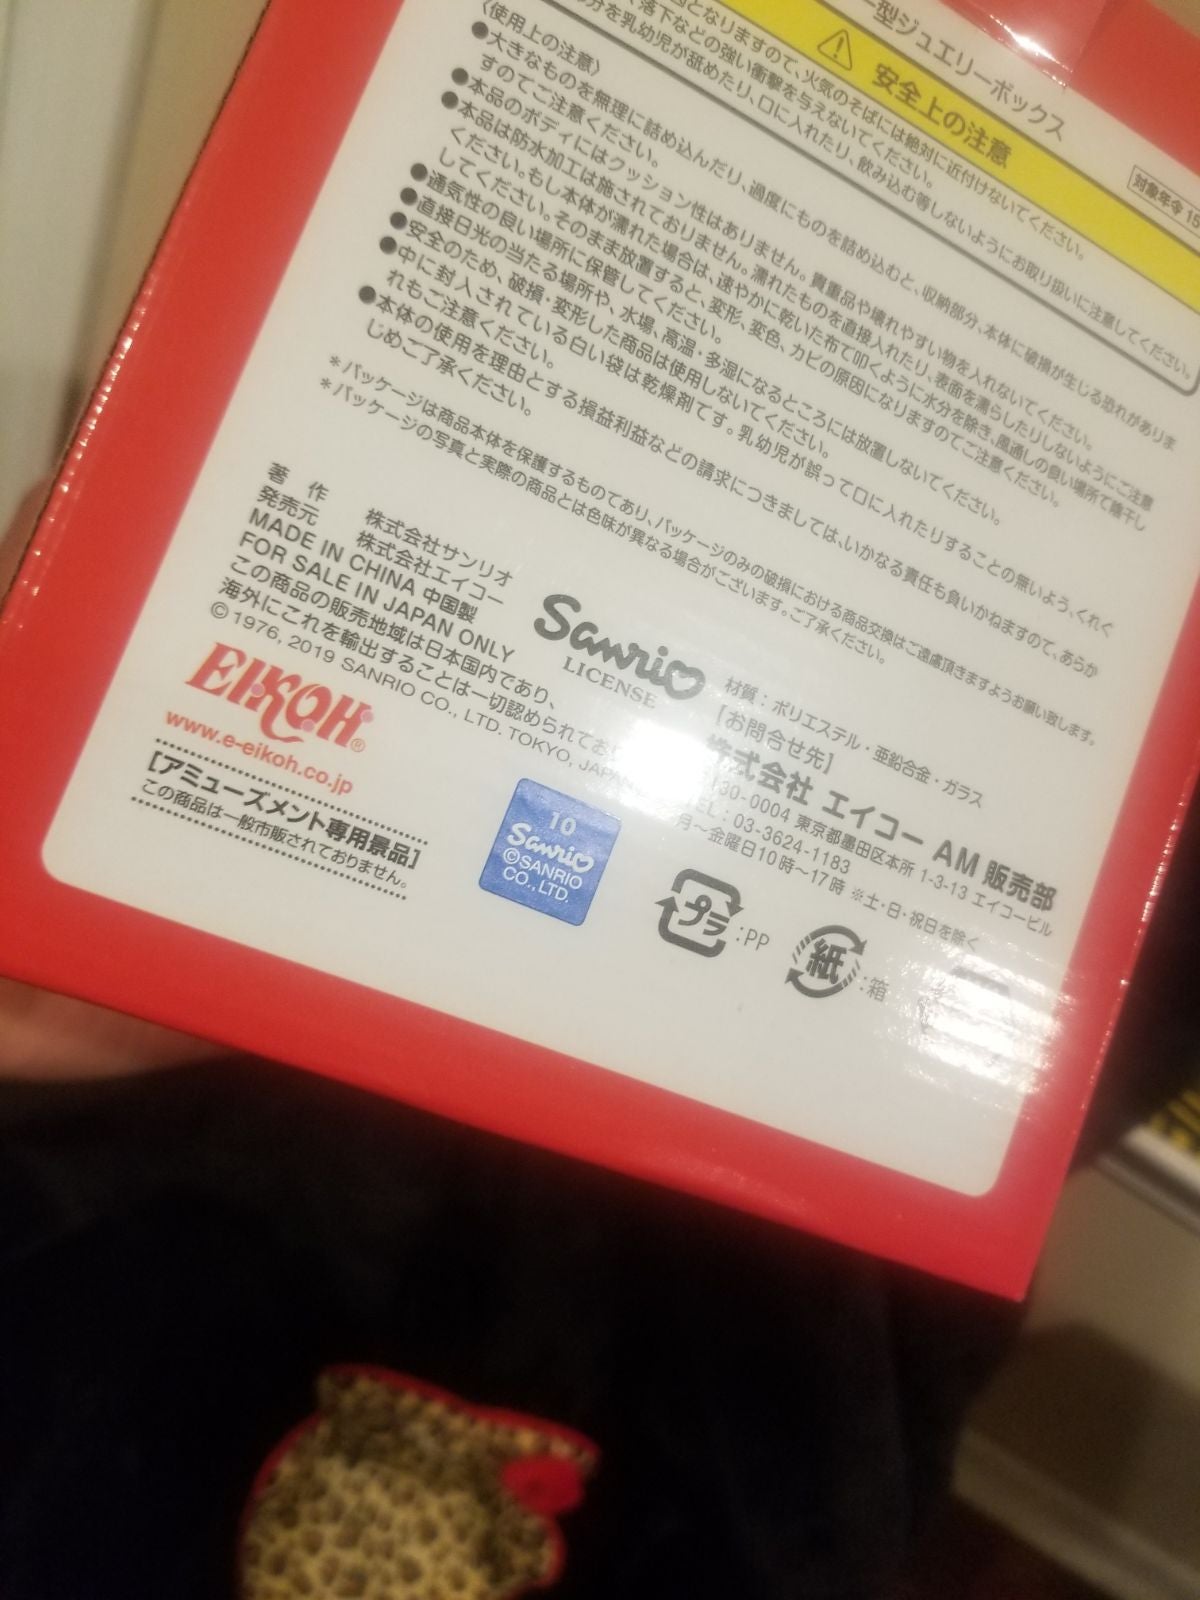 型ジュエリーボックス
対象年令15
安全上の注意
因となりますので、火気のそばには絶対に近付けないでください。
落下などの強い衝撃を与えないでください。
部分を乳幼児が舐めたり、口に入れたり、飲み込む等しないようにお取り扱いに注意してください。
〈使用上の注意〉
●大きなものを無理に詰め込んだり、過度にものを詰め込むと、収納部分、本体に破損が生じる恐れがありま
すのでご注意ください。
●本品のボディにはクッション性はありません。貴重品や壊れやすい物を入れないでください。
●本品は防水加工は施されておりません。濡れたものを直接入れたり、表面を濡らしたりしないようにご注意
ください。もし本体が濡れた場合は、速やかに乾いた布で叩くように水分を除き、風通しの良い場所で陰干し
してください。そのまま放置すると、変形、変色、カビの原因になりますのでご注意ください。
●通気性の良い場所に保管してください。
●直接日光の当たる場所や、水場、高温・多湿になるところには放置しないでください。
●安全のため、破損・変形した商品は使用しないでください。
●中に封入されている白い袋は乾燥剤です。乳幼児が誤って口に入れたりすることの無いよう、くれぐ
れもご注意ください。
●本体の使用を理由とする損益利益などの請求につきましては、いかなる責任も負いかねますので、あらか
じめご了承ください。
＊パッケージは商品本体を保護するものであり、パッケージのみの破損における商品交換はご遠慮頂きますようお願い致します。
＊パッケージの写真と実際の商品とは色味が異なる場合がございます。ご了承ください。
著作 株式会社サンリオ
発売元 株式会社エイコー
MADE IN CHINA 中国製
FOR SALE IN JAPAN ONLY
この商品の販売地域は日本国内であり、
海外にこれを輸出することは一切認められてお
© 1976, 2019 SANRIO CO., LTD. TOKYO, JAPAN
Sanrio
LICENSE
EIKOH®
www.e-eikoh.co.jp
[アミューズメント専用景品]
この商品は一般市販されておりません。
材質：ポリエステル・亜鉛合金・ガラス
【お問合せ先】
株式会社 エイコー AM 販売部
130-0004 東京都墨田区本所 1-3-13 エイコービル
TEL：03-3624-1183
月〜金曜日10時〜17時 ※土・日・祝日を除く
10
Sanrio
©SANRIO
CO., LTD.
プラ：PP
紙：箱